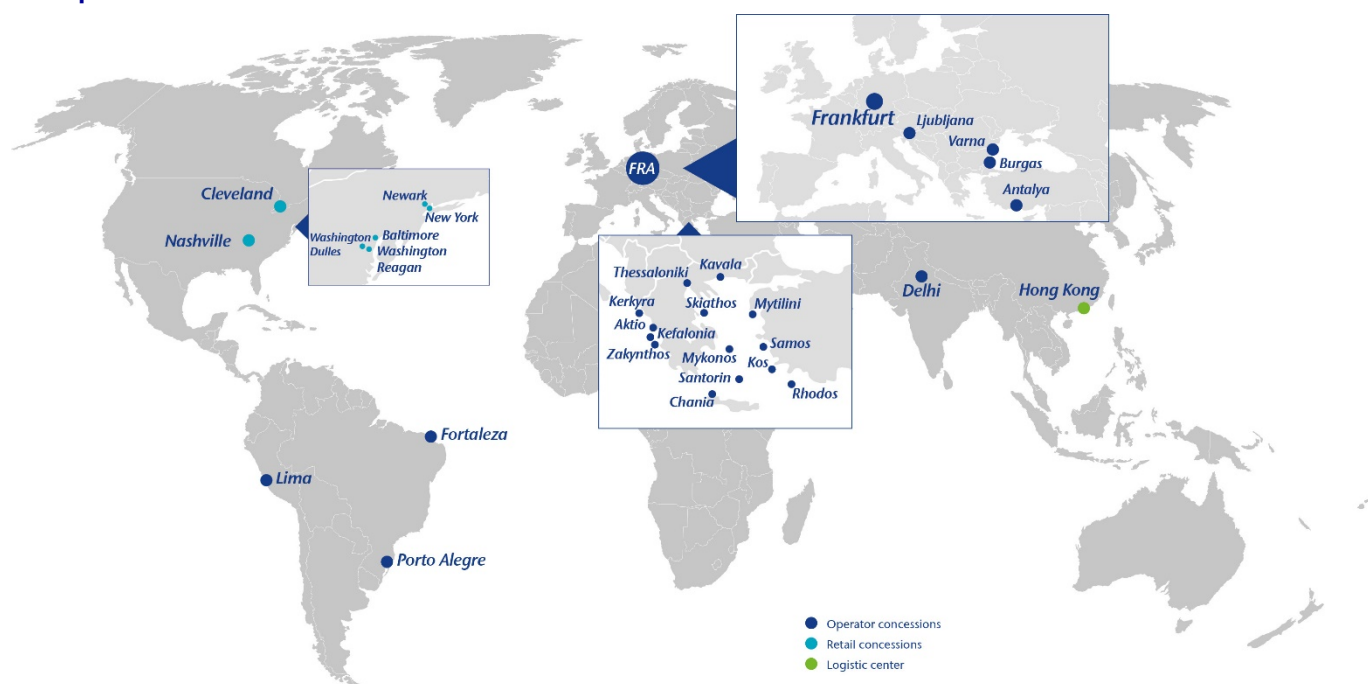 Frankfurt
Ljubljana
Varna
Burgas
Antalya
FRA
Cleveland
Nashville
Newark
New York
Washington
Dulles
Baltimore
Washington
Reagan
Thessaloniki
Kavala
Kerkyra
Skiathos
Mytilini
Aktio
Kefalonia
Zakynthos
Mykonos
Samos
Kos
Santorin
Rhodos
Chania
Delhi
Hong Kong
Fortaleza
Lima
Porto Alegre
Operator concessions
Retail concessions
Logistic center